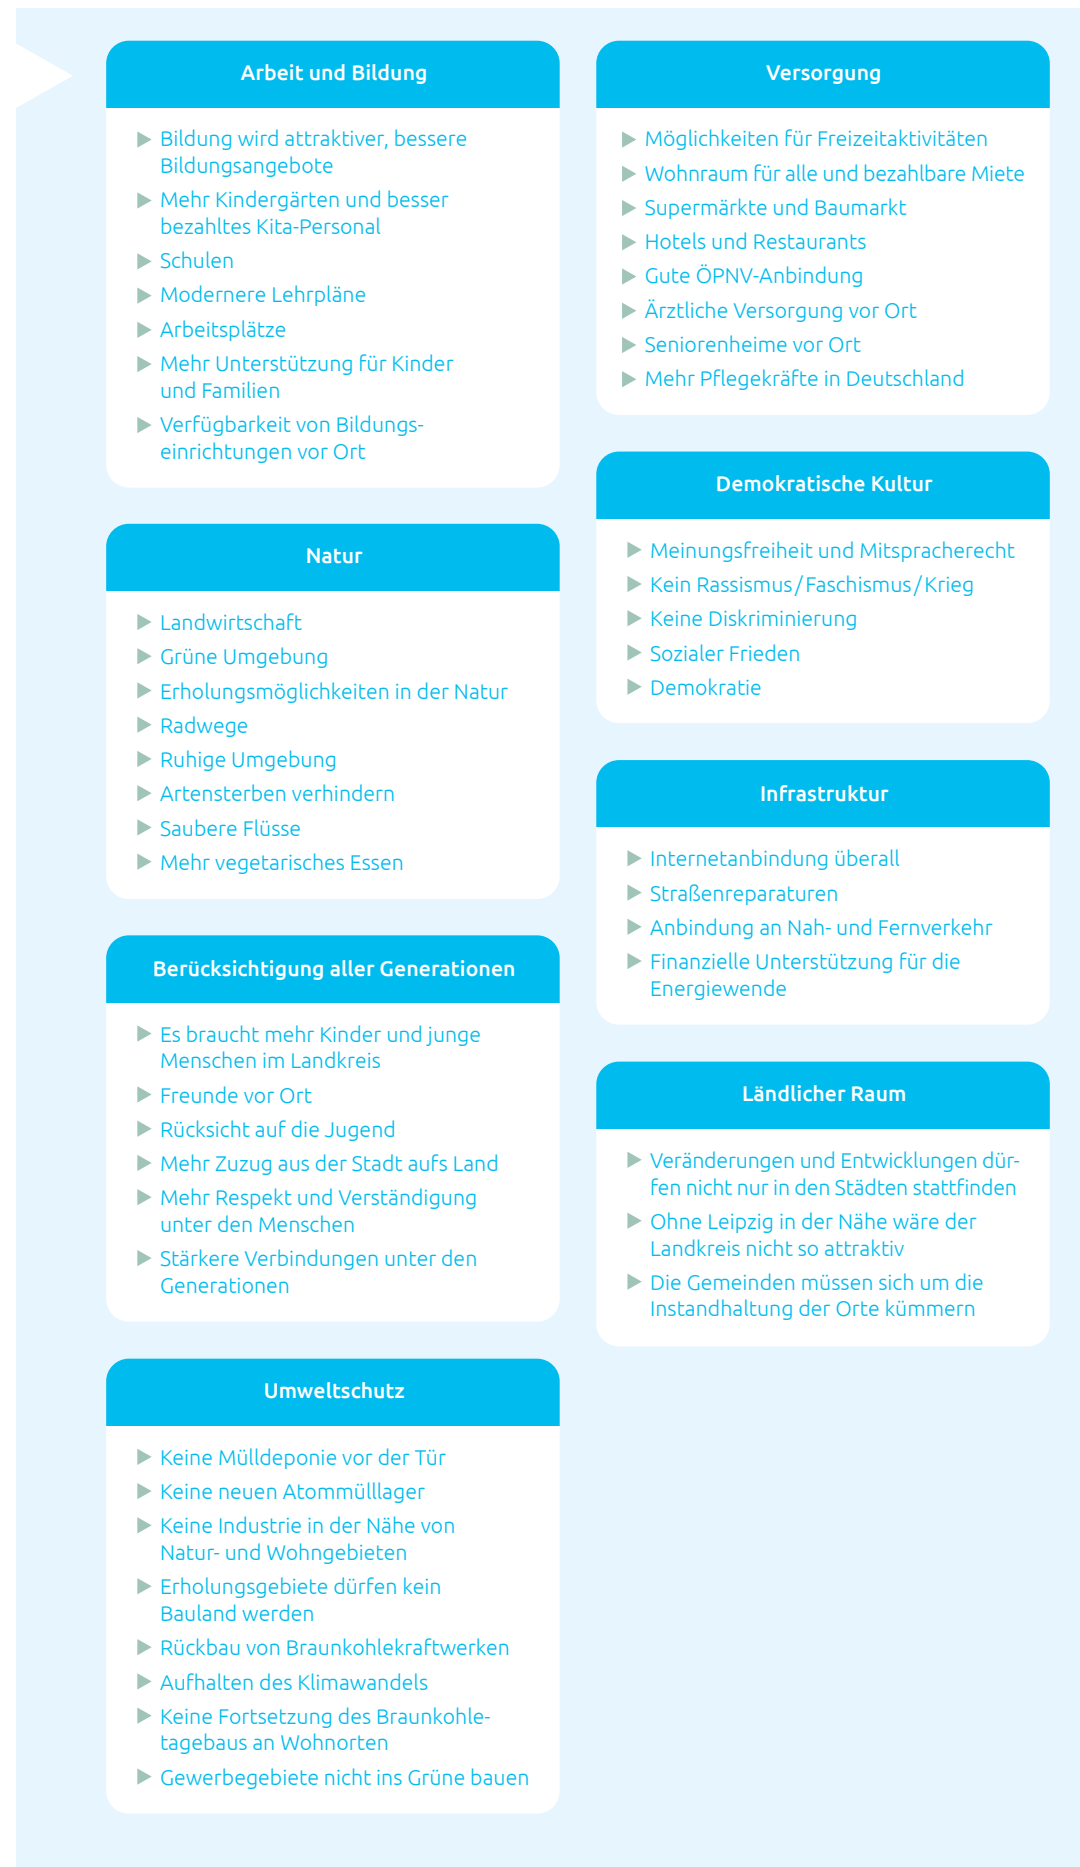 Arbeit und Bildung
Bildung wird attraktiver, bessere
Bildungsangebote
Mehr Kindergärten und besser
bezahltes Kita-Personal
Schulen
Modernere Lehrpläne
Arbeitsplätze
Mehr Unterstützung für Kinder
und Familien
Verfügbarkeit von Bildungs-
einrichtungen vor Ort
Natur
Landwirtschaft
Grüne Umgebung
Erholungsmöglichkeiten in der Natur
Radwege
Ruhige Umgebung
Artensterben verhindern
Saubere Flüsse
Mehr vegetarisches Essen
Berücksichtigung aller Generationen
Es braucht mehr Kinder und junge
Menschen im Landkreis
Freunde vor Ort
Rücksicht auf die Jugend
Mehr Zuzug aus der Stadt aufs Land
Mehr Respekt und Verständigung
unter den Menschen
Stärkere Verbindungen unter den
Generationen
Umweltschutz
Keine Mülldeponie vor der Tür
Keine neuen Atommülllager
Keine Industrie in der Nähe von
Natur- und Wohngebieten
Erholungsgebiete dürfen kein
Bauland werden
Rückbau von Braunkohlekraftwerken
Aufhalten des Klimawandels
Keine Fortsetzung des Braunkohle-
tagebaus an Wohnorten
Gewerbegebiete nicht ins Grüne bauen
Versorgung
Möglichkeiten für Freizeitaktivitäten
Wohnraum für alle und bezahlbare Miete
Supermärkte und Baumarkt
Hotels und Restaurants
Gute ÖPNV-Anbindung
Ärztliche Versorgung vor Ort
Seniorenheime vor Ort
Mehr Pflegekräfte in Deutschland
Demokratische Kultur
Meinungsfreiheit und Mitspracherecht
Kein Rassismus / Faschismus / Krieg
Keine Diskriminierung
Sozialer Frieden
Demokratie
Infrastruktur
Internetanbindung überall
Straßenreparaturen
Anbindung an Nah- und Fernverkehr
Finanzielle Unterstützung für die
Energiewende
Ländlicher Raum
Veränderungen und Entwicklungen dür-
fen nicht nur in den Städten stattfinden
Ohne Leipzig in der Nähe wäre der
Landkreis nicht so attraktiv
Die Gemeinden müssen sich um die
Instandhaltung der Orte kümmern